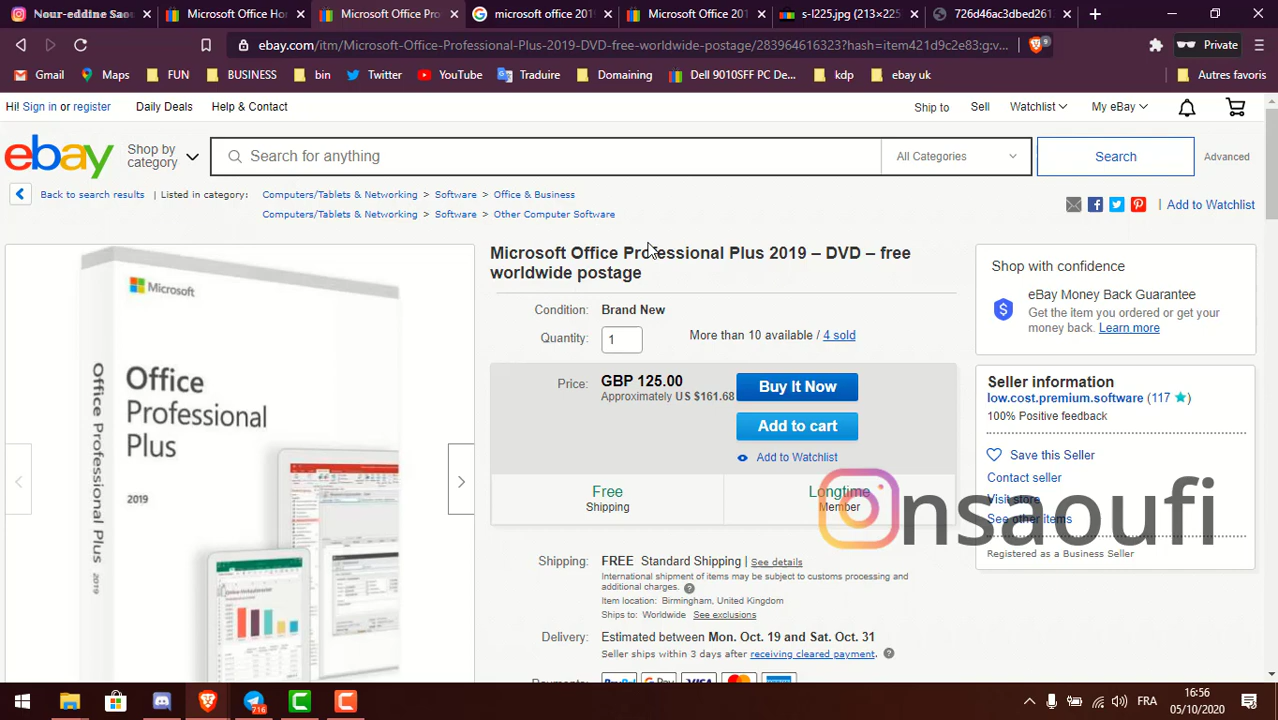 Nour-eddine Saou
Microsoft Office Ho
Microsoft Office Pro
microsoft office 2019
Microsoft Office 201
s-l225.jpg (213×225
726d46ac3dbed261
ebay.com/itm/Microsoft-Office-Professional-Plus-2019-DVD-free-worldwide-postage/283964616323?hash=item421d9c2e83:g:v...
9
Private
Gmail
Maps
FUN
BUSINESS
bin
Twitter
YouTube
Traduire
Domaining
Dell 9010SFF PC De...
kdp
ebay uk
Autres favoris
Hi! Sign in or register
Daily Deals
Help & Contact
Ship to
Sell
Watchlist
My eBay
ebay
Shop by
category
Search for anything
All Categories
Search
Advanced
Back to search results | Listed in category:
Computers/Tablets & Networking > Software > Office & Business
Computers/Tablets & Networking > Software > Other Computer Software
| Add to Watchlist
Microsoft
Office
Professional
Plus
2019
Office Professional Plus 2019
Microsoft Office Professional Plus 2019 – DVD – free
worldwide postage
Condition: Brand New
Quantity: 1
More than 10 available / 4 sold
Price: GBP 125.00
Approximately US $161.68
Buy It Now
Add to cart
Add to Watchlist
Free
Shipping
Longtime
Member
Shipping: FREE Standard Shipping | See details
International shipment of items may be subject to customs processing and
additional charges.
Item location: Birmingham, United Kingdom
Ships to: Worldwide See exclusions
Delivery: Estimated between Mon. Oct. 19 and Sat. Oct. 31
Seller ships within 3 days after receiving cleared payment.
Payments: PayPal G Pay VISA
Shop with confidence
eBay Money Back Guarantee
Get the item you ordered or get your
money back. Learn more
Seller information
low.cost.premium.software (117)
100% Positive feedback
Save this Seller
Contact seller
Visit store
See other items
Registered as a Business Seller
nsaoufi
716
FRA
16:56
05/10/2020